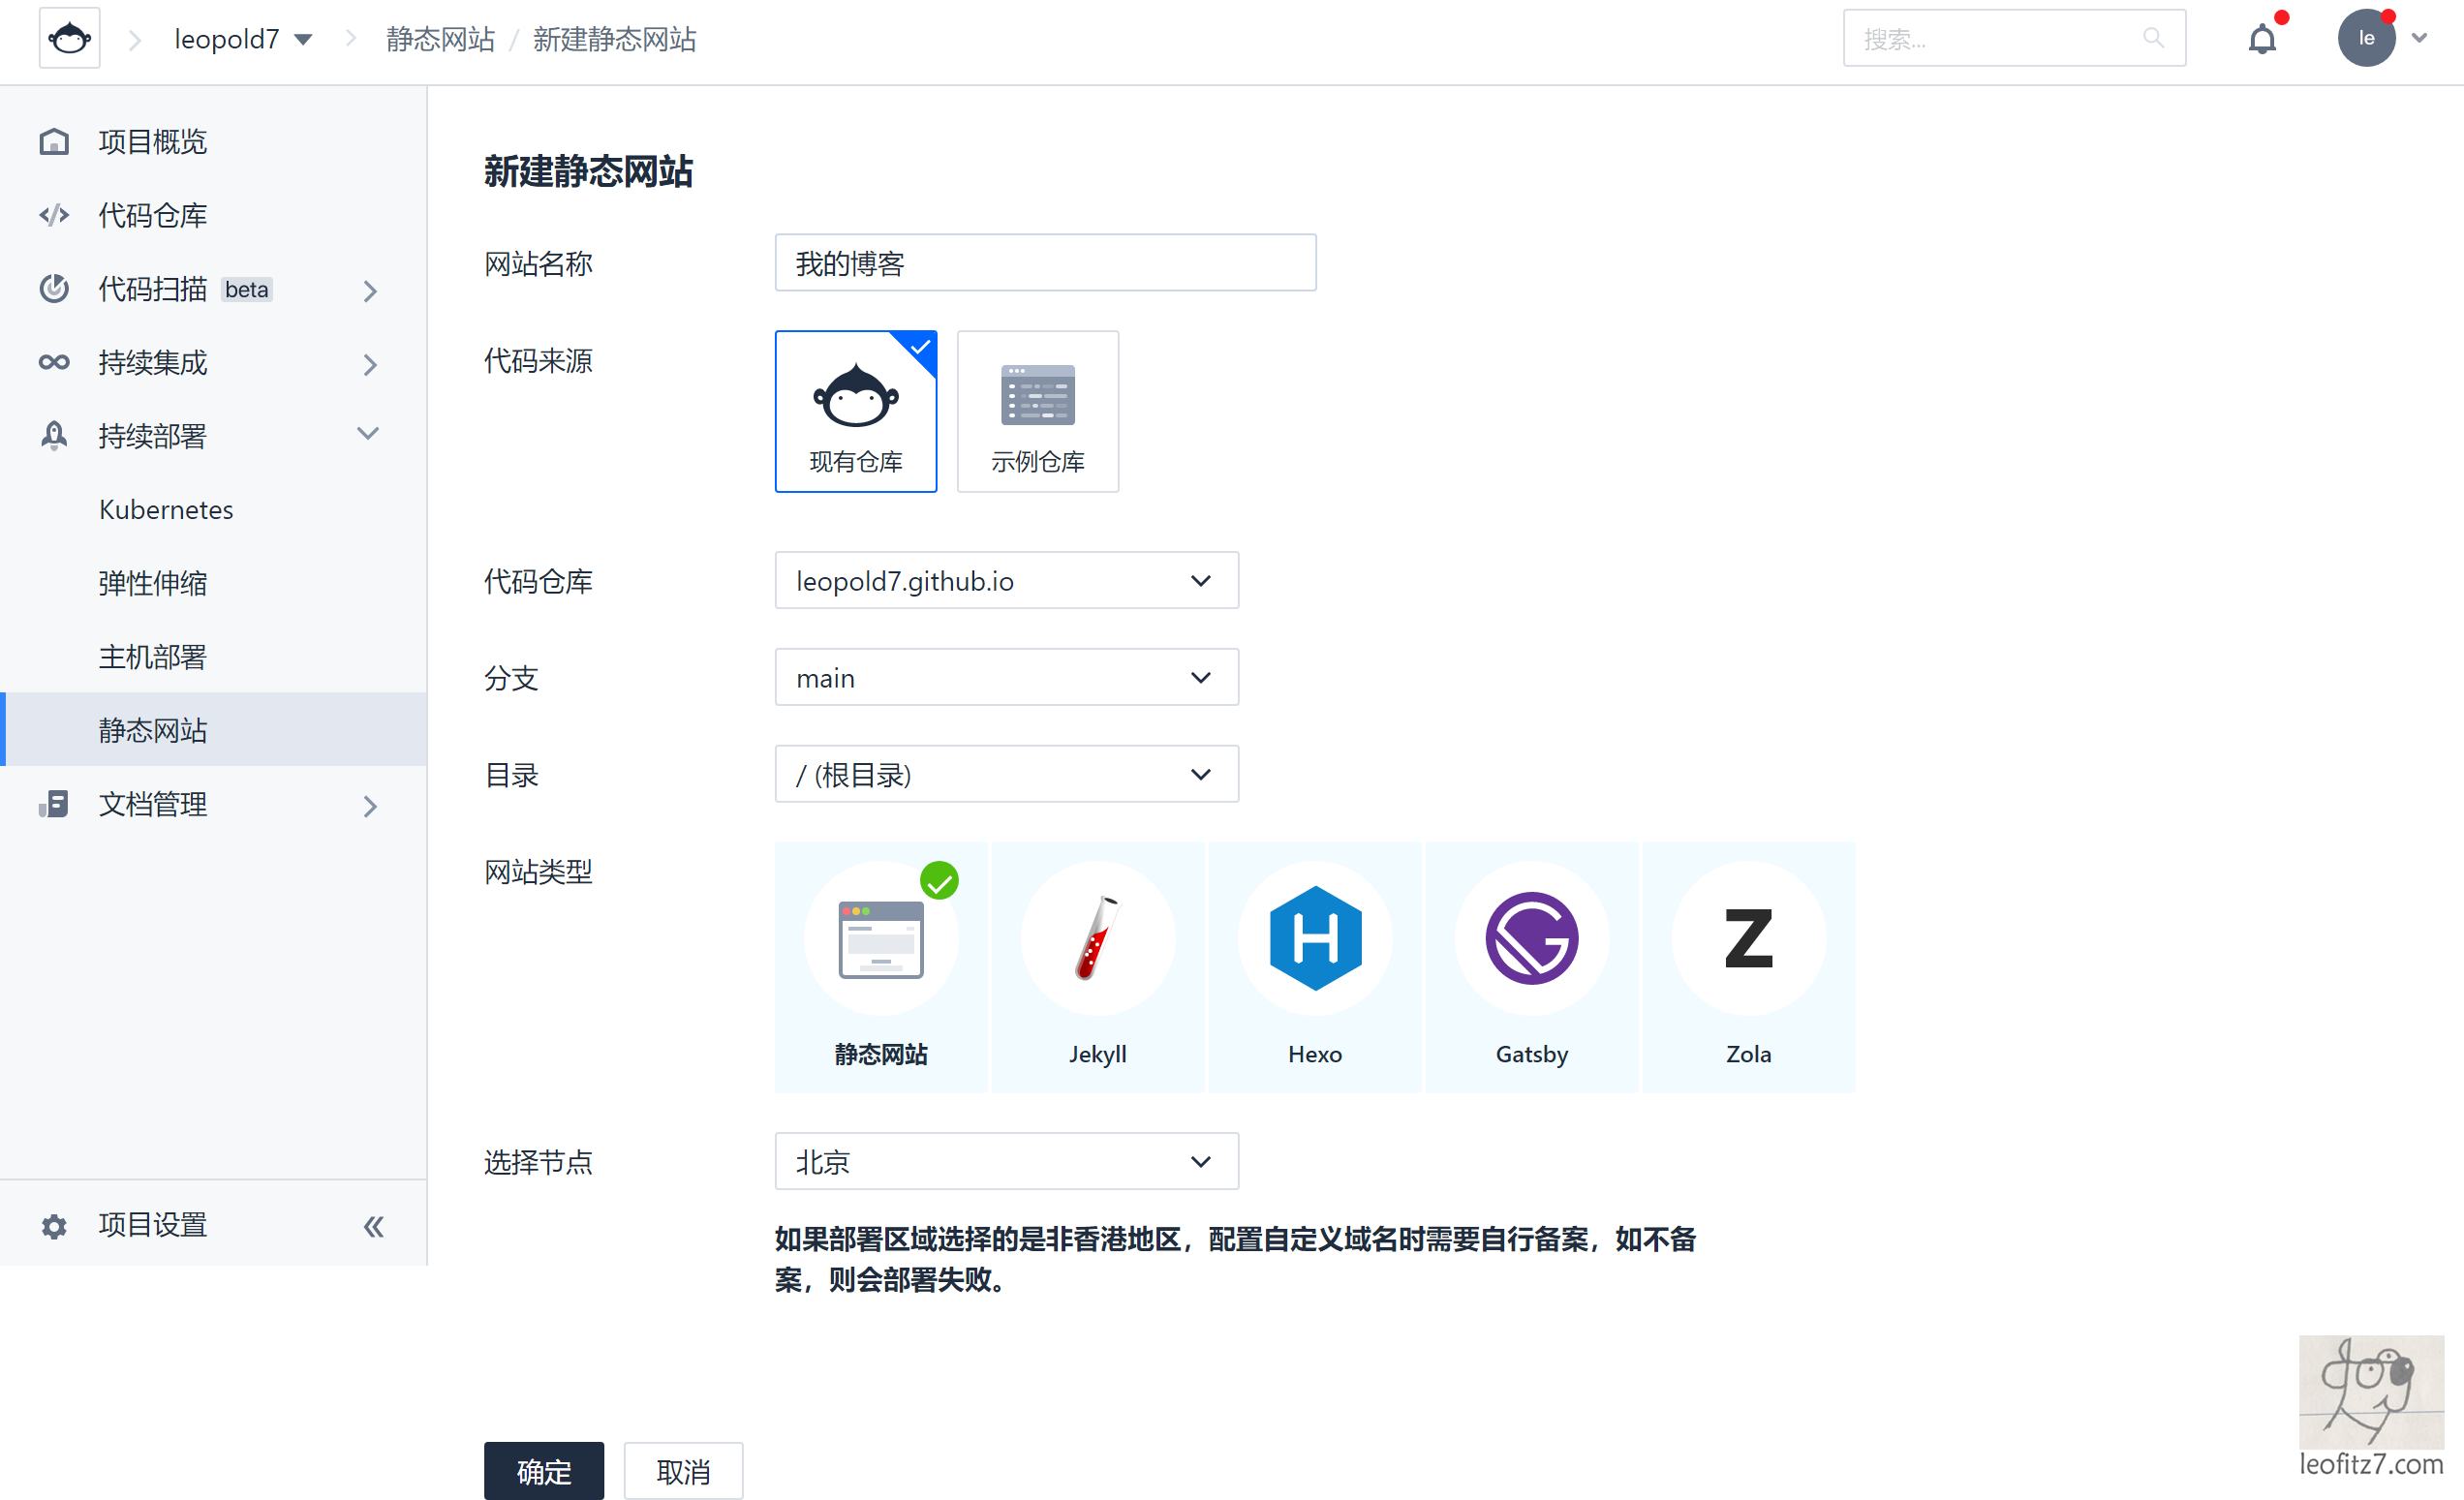 leopold7
静态网站 / 新建静态网站
搜索...
le
项目概览
代码仓库
代码扫描 beta
持续集成
持续部署
Kubernetes
弹性伸缩
主机部署
静态网站
文档管理
项目设置
新建静态网站
网站名称
我的博客
代码来源
现有仓库
示例仓库
代码仓库
leopold7.github.io
分支
main
目录
/ (根目录)
网站类型
静态网站
Jekyll
Hexo
Gatsby
Z
Zola
选择节点
北京
如果部署区域选择的是非香港地区，配置自定义域名时需要自行备案，如不备
案，则会部署失败。
确定
取消
dog
leofitz7.com